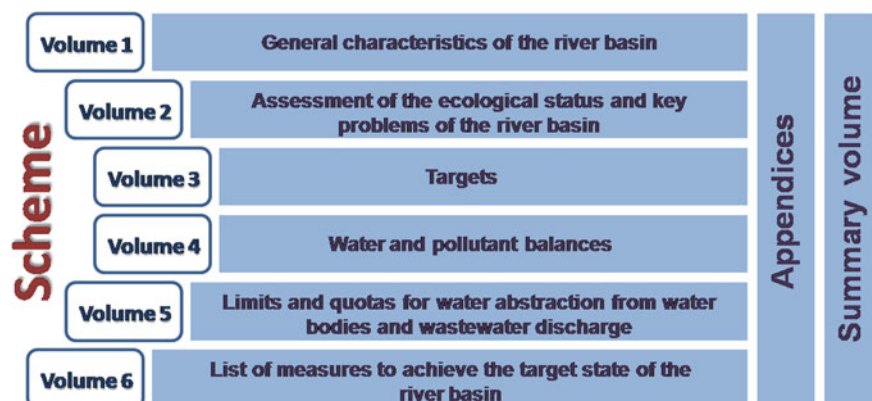 Scheme
Volume 1
General characteristics of the river basin
Volume 2
Assessment of the ecological status and key
problems of the river basin
Volume 3
Targets
Volume 4
Water and pollutant balances
Volume 5
Limits and quotas for water abstraction from water
bodies and wastewater discharge
Volume 6
List of measures to achieve the target state of the
river basin
Appendices
Summary volume